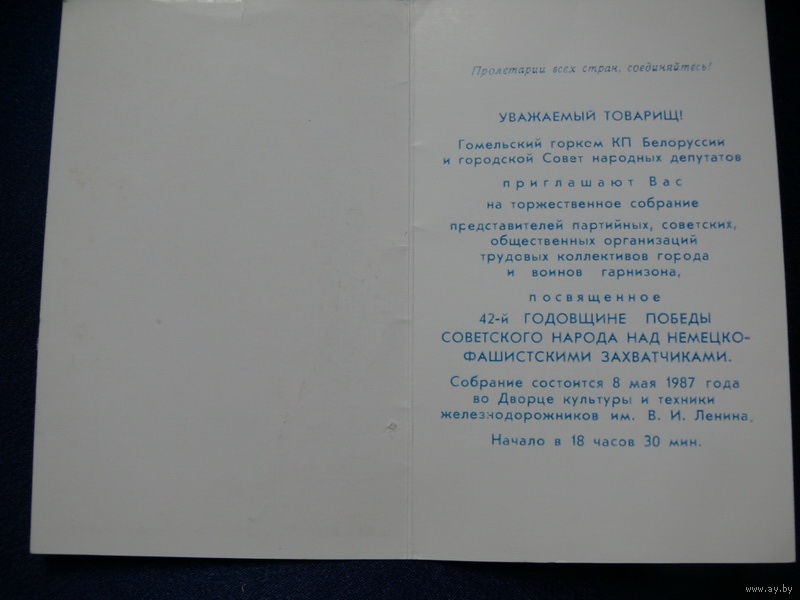 Пролетарии всех стран, соединяйтесь!
УВАЖАЕМЫЙ ТОВАРИЩ!
Гомельский горком КП Белоруссии
и городской Совет народных депутатов
приглашают Вас
на торжественное собрание
представителей партийных, советских,
общественных организаций
трудовых коллективов города
и воинов гарнизона,
посвященное
42-й ГОДОВЩИНЕ ПОБЕДЫ
СОВЕТСКОГО НАРОДА НАД НЕМЕЦКО-
ФАШИСТСКИМИ ЗАХВАТЧИКАМИ.
Собрание состоится 8 мая 1987 года
во Дворце культуры и техники
железнодорожников им. В. И. Ленина.
Начало в 18 часов 30 мин.
www.ay.by